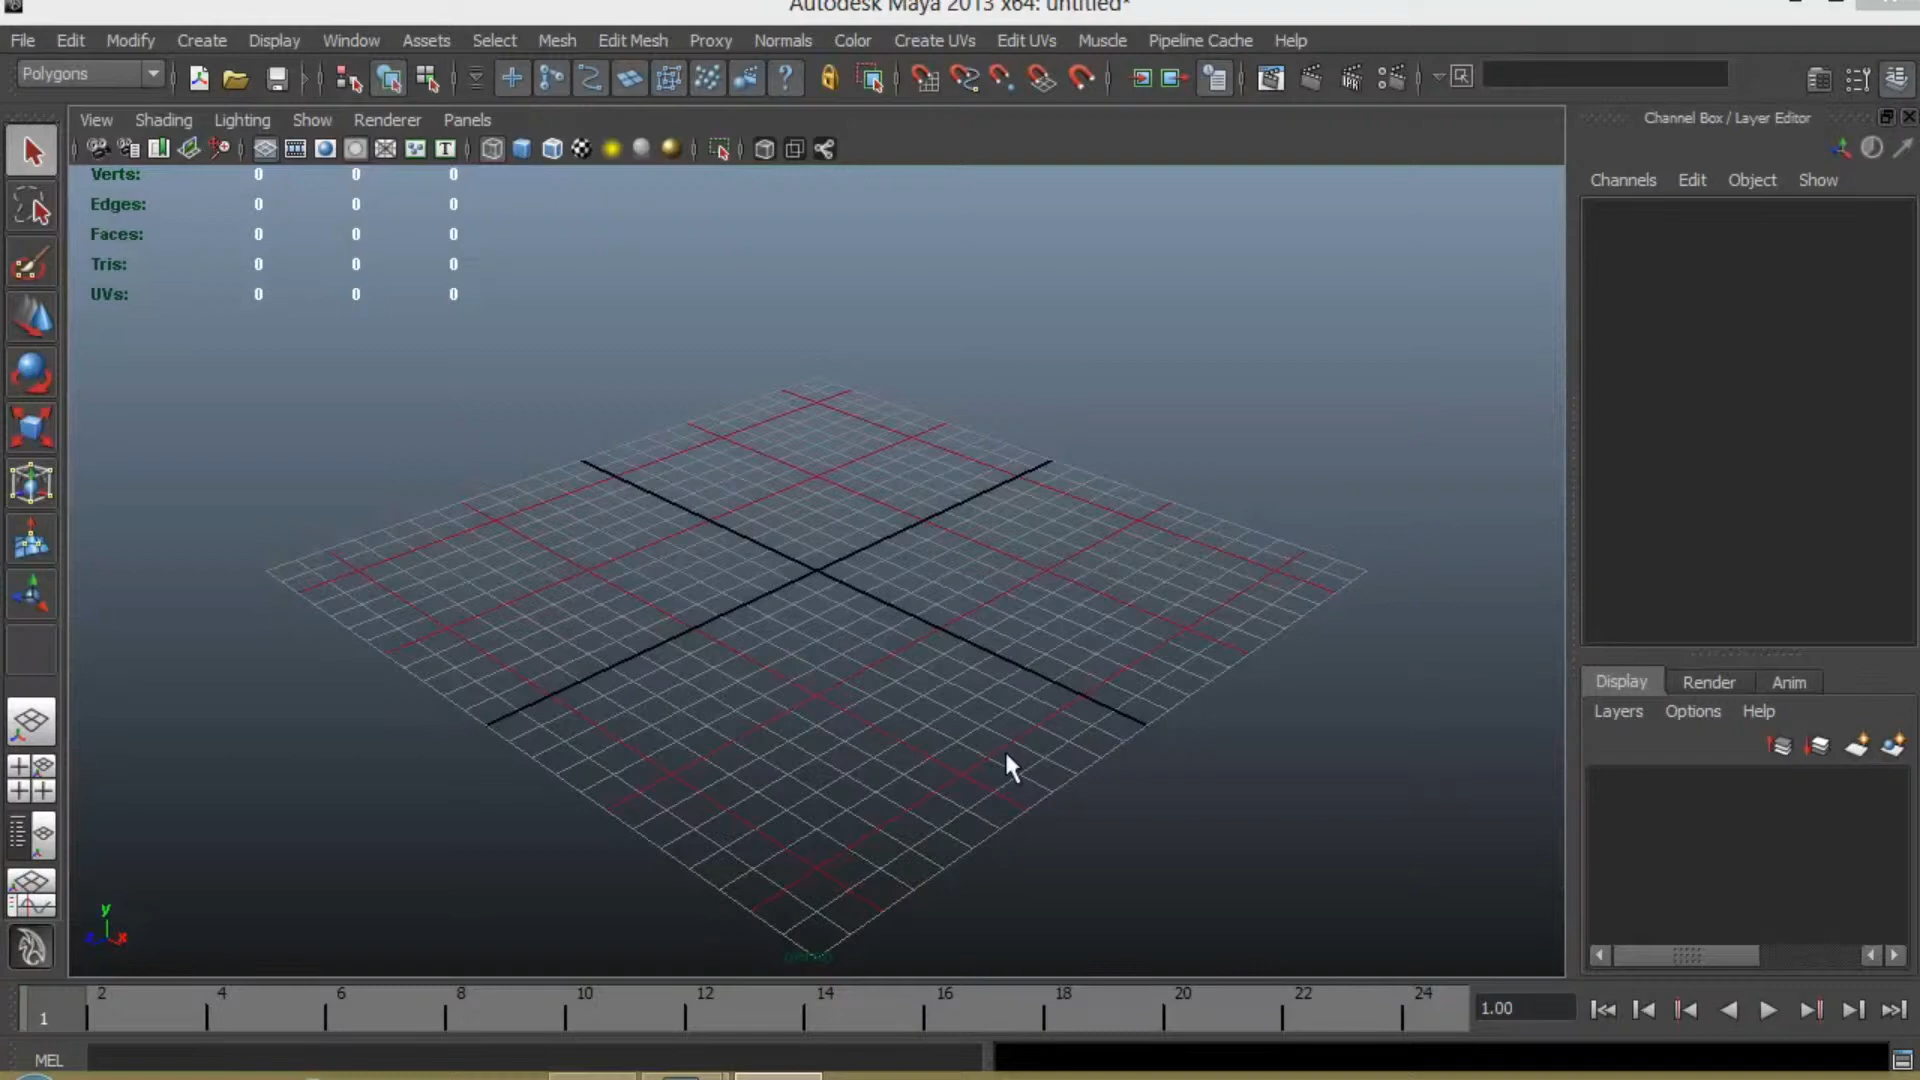 Autodesk Maya 2013 x64: untitled*
File Edit Modify Create Display Window Assets Select Mesh Edit Mesh Proxy Normals Color Create UVs Edit UVs Muscle Pipeline Cache Help
Polygons
IPR
View Shading Lighting Show Renderer Panels
Channel Box / Layer Editor
T
Verts: 0 0 0
Edges: 0 0 0
Faces: 0 0 0
Tris: 0 0 0
UVs: 0 0 0
Channels Edit Object Show
Display Render Anim
Layers Options Help
y
z x
2 4 6 8 10 12 14 16 18 20 22 24
1
1.00
MEL